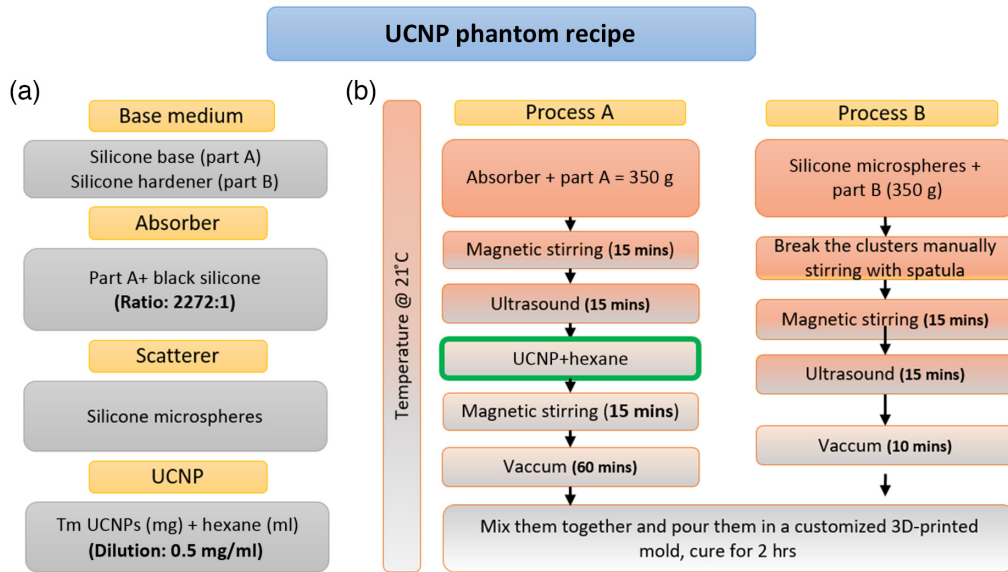 UCNP phantom recipe
(a)
Base medium
Silicone base (part A)
Silicone hardener (part B)
Absorber
Part A+ black silicone
(Ratio: 2272:1)
Scatterer
Silicone microspheres
UCNP
Tm UCNPs (mg) + hexane (ml)
(Dilution: 0.5 mg/ml)
(b)
Temperature @ 21˚C
Process A
Absorber + part A = 350 g
Magnetic stirring (15 mins)
Ultrasound (15 mins)
UCNP+hexane
Magnetic stirring (15 mins)
Vaccum (60 mins)
Process B
Silicone microspheres +
part B (350 g)
Break the clusters manually
stirring with spatula
Magnetic stirring (15 mins)
Ultrasound (15 mins)
Vaccum (10 mins)
Mix them together and pour them in a customized 3D-printed
mold, cure for 2 hrs